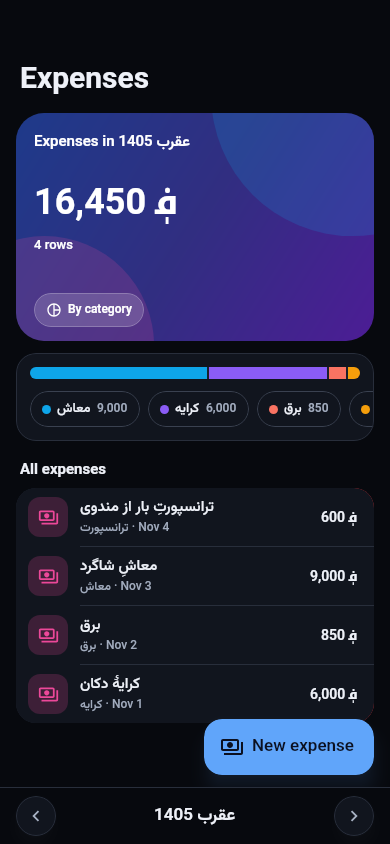 Expenses
Expenses in 1405 عقرب
16,450 ؋
4 rows
By category
معاش 9,000
کرایه 6,000
برق 850
All expenses
ترانسپورتِ بار از مندوی
600 ؋
ترانسپورت · Nov 4
معاشِ شاگرد
9,000 ؋
معاش · Nov 3
برق
850 ؋
برق · Nov 2
کرایهٔ دکان
6,000 ؋
کرایه · Nov 1
New expense
عقرب 1405